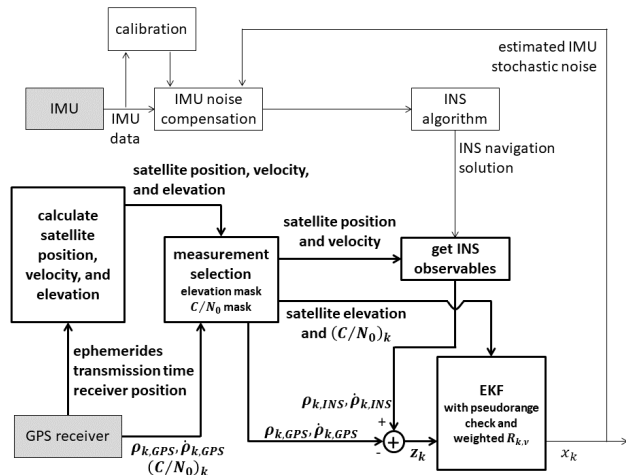 calibration
estimated IMU
stochastic noise
IMU
IMU
data
IMU noise
compensation
INS
algorithm
INS navigation
solution
satellite position, velocity,
and elevation
calculate
satellite
position,
velocity, and
elevation
satellite position
and velocity
measurement
selection
elevation mask
C/N₀ mask
get INS
observables
satellite elevation
and (C/N₀)ₖ
ephemerides
transmission time
receiver position
EKF
with pseudorange
check and
weighted Rₖ,ᵥ
ρₖ,INS, ρ̇ₖ,INS
+
ρₖ,GPS, ρ̇ₖ,GPS
-
+
zₖ
xₖ
GPS receiver
ρₖ,GPS, ρ̇ₖ,GPS
(C/N₀)ₖ